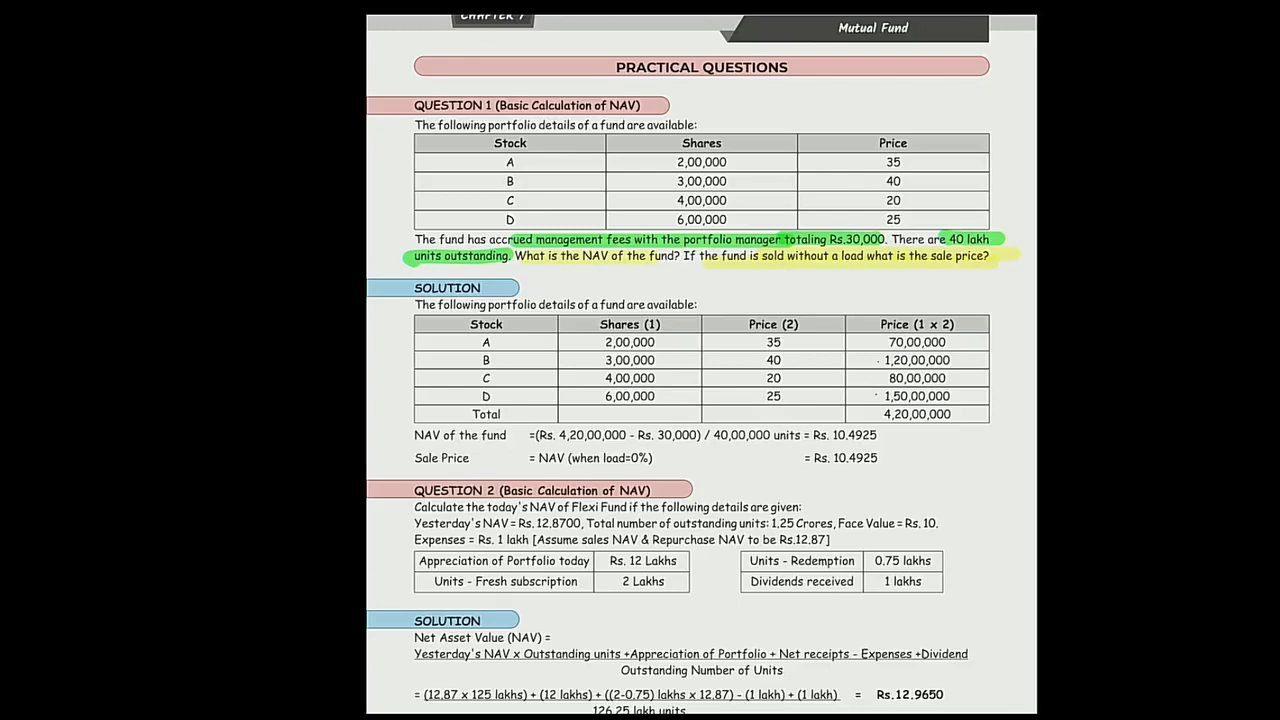 CHAPTER 7
Mutual Fund
PRACTICAL QUESTIONS
QUESTION 1 (Basic Calculation of NAV)
The following portfolio details of a fund are available:
Stock Shares Price
A 2,00,000 35
B 3,00,000 40
C 4,00,000 20
D 6,00,000 25
The fund has accrued management fees with the portfolio manager totaling Rs.30,000. There are 40 lakh
units outstanding. What is the NAV of the fund? If the fund is sold without a load what is the sale price?
SOLUTION
The following portfolio details of a fund are available:
Stock Shares (1) Price (2) Price (1 x 2)
A 2,00,000 35 70,00,000
B 3,00,000 40 1,20,00,000
C 4,00,000 20 80,00,000
D 6,00,000 25 1,50,00,000
Total 4,20,00,000
NAV of the fund =(Rs. 4,20,00,000 - Rs. 30,000) / 40,00,000 units = Rs. 10.4925
Sale Price = NAV (when load=0%) = Rs. 10.4925
QUESTION 2 (Basic Calculation of NAV)
Calculate the today's NAV of Flexi Fund if the following details are given:
Yesterday's NAV = Rs. 12.8700, Total number of outstanding units: 1.25 Crores, Face Value = Rs. 10.
Expenses = Rs. 1 lakh [Assume sales NAV & Repurchase NAV to be Rs.12.87]
Appreciation of Portfolio today Rs. 12 Lakhs Units - Redemption 0.75 lakhs
Units - Fresh subscription 2 Lakhs Dividends received 1 lakhs
SOLUTION
Net Asset Value (NAV) =
Yesterday's NAV x Outstanding units +Appreciation of Portfolio + Net receipts - Expenses +Dividend
Outstanding Number of Units
= (12.87 x 125 lakhs) + (12 lakhs) + ((2-0.75) lakhs x 12.87) - (1 lakh) + (1 lakh) = Rs.12.9650
126.25 lakh units